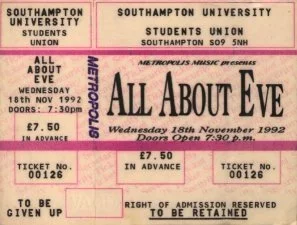 SOUTHAMPTON
UNIVERSITY
STUDENTS
UNION
ALL
ABOUT
EVE
WEDNESDAY
18th NOV 1992
DOORS: 7:30pm
£7.50
IN ADVANCE
TICKET No.
00126
TO BE
GIVEN UP
METROPOLIS
SOUTHAMPTON UNIVERSITY
STUDENTS UNION
SOUTHAMPTON SO9 5NH
METROPOLIS MUSIC presents
ALL ABOUT EVE
Wednesday 18th November 1992
Doors Open 7:30 p.m.
£7.50
IN ADVANCE
TICKET No.
00126
RIGHT OF ADMISSION RESERVED
TO BE RETAINED